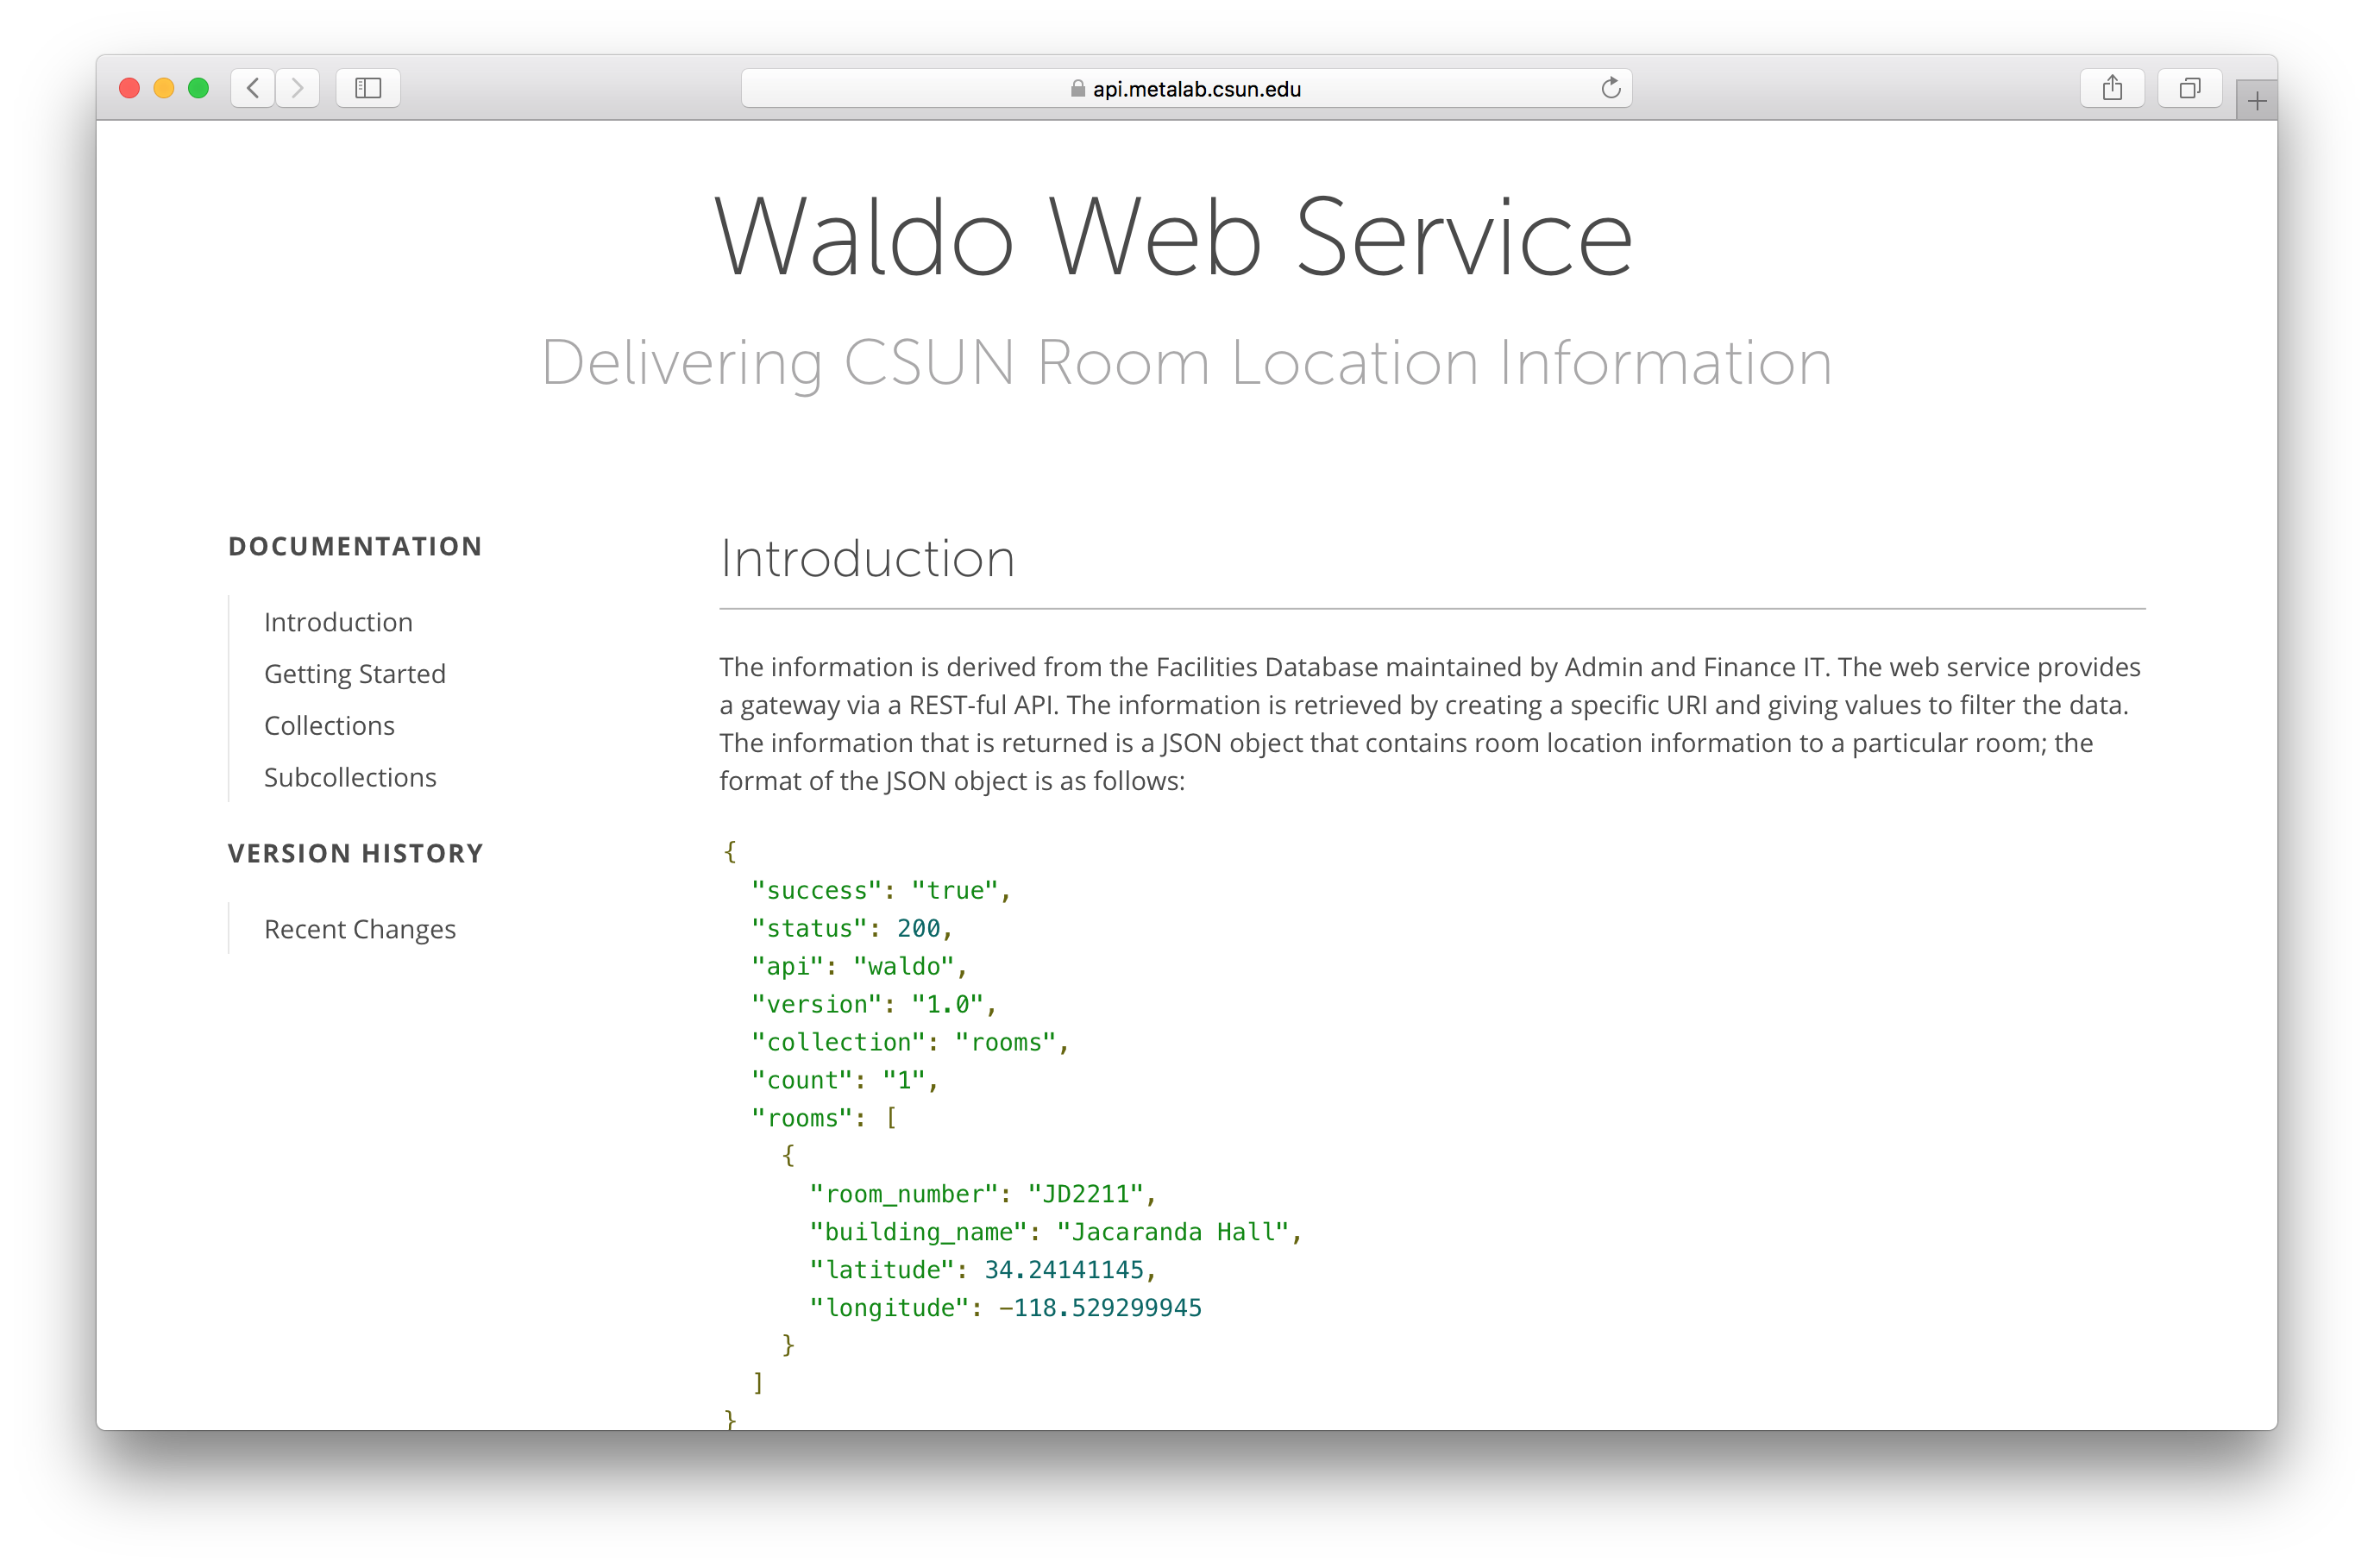 api.metalab.csun.edu
Waldo Web Service
Delivering CSUN Room Location Information
DOCUMENTATION
Introduction
Getting Started
Collections
Subcollections
VERSION HISTORY
Recent Changes
Introduction
The information is derived from the Facilities Database maintained by Admin and Finance IT. The web service provides
a gateway via a REST-ful API. The information is retrieved by creating a specific URI and giving values to filter the data.
The information that is returned is a JSON object that contains room location information to a particular room; the
format of the JSON object is as follows:
{
"success": "true",
"status": 200,
"api": "waldo",
"version": "1.0",
"collection": "rooms",
"count": "1",
"rooms": [
{
"room_number": "JD2211",
"building_name": "Jacaranda Hall",
"latitude": 34.24141145,
"longitude": -118.529299945
}
]
}